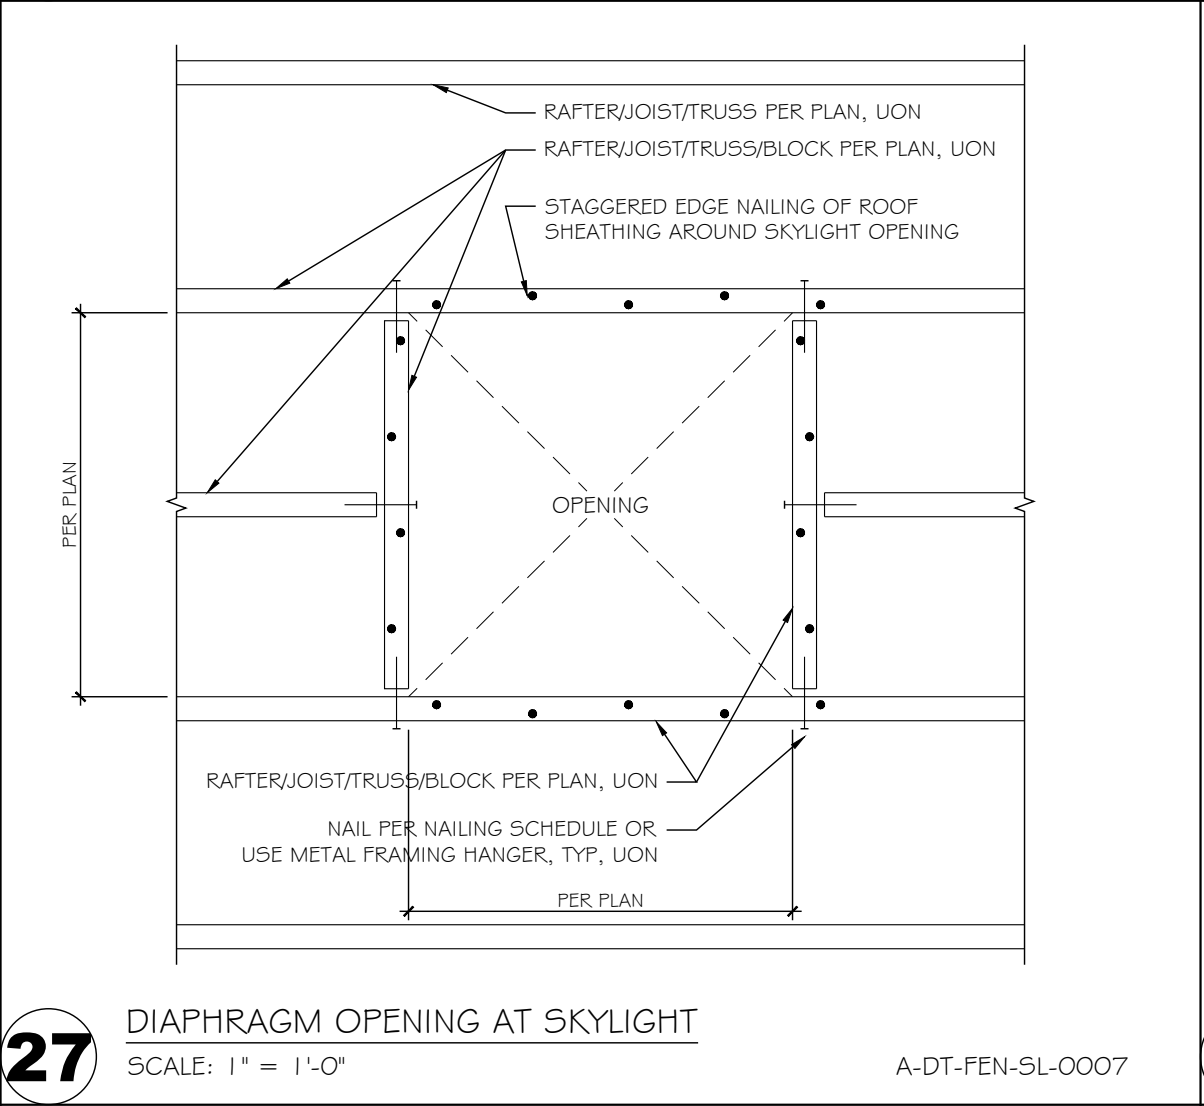 RAFTER/JOIST/TRUSS PER PLAN, UON
RAFTER/JOIST/TRUSS/BLOCK PER PLAN, UON
STAGGERED EDGE NAILING OF ROOF
SHEATHING AROUND SKYLIGHT OPENING
PER PLAN
OPENING
RAFTER/JOIST/TRUSS/BLOCK PER PLAN, UON
NAIL PER NAILING SCHEDULE OR
USE METAL FRAMING HANGER, TYP, UON
PER PLAN
27
DIAPHRAGM OPENING AT SKYLIGHT
SCALE: 1" = 1'-0"
A-DT-FEN-SL-0007